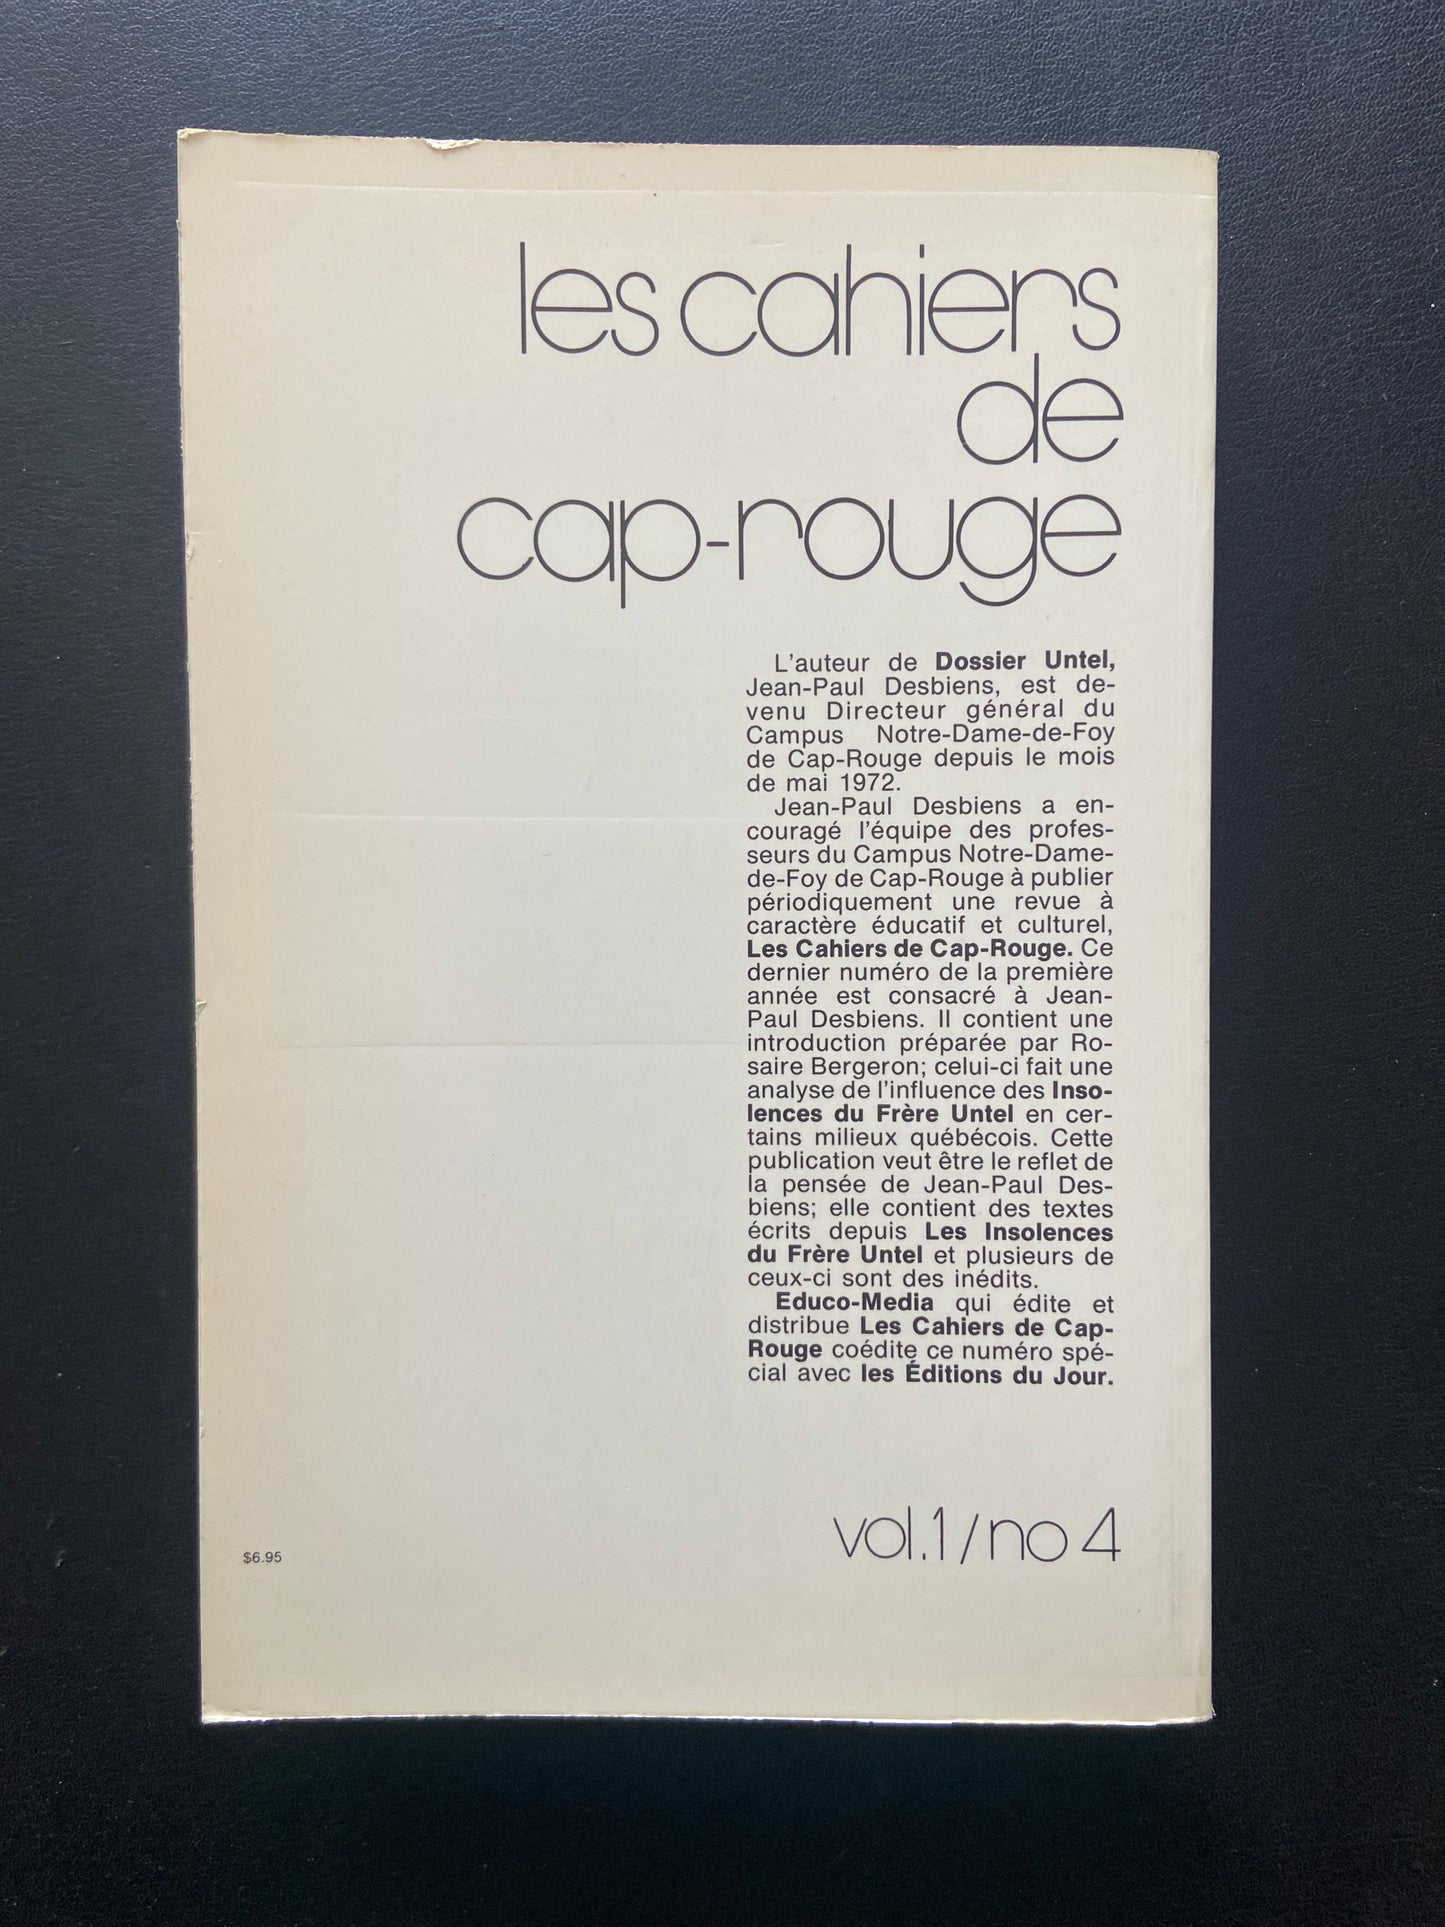 les cahiers
de
cap-rouge
L'auteur de Dossier Untel,
Jean-Paul Desbiens, est de-
venu Directeur général du
Campus Notre-Dame-de-Foy
de Cap-Rouge depuis le mois
de mai 1972.
Jean-Paul Desbiens a en-
couragé l'équipe des profes-
seurs du Campus Notre-Dame-
de-Foy de Cap-Rouge à publier
périodiquement une revue à
caractère éducatif et culturel,
Les Cahiers de Cap-Rouge. Ce
dernier numéro de la première
année est consacré à Jean-
Paul Desbiens. Il contient une
introduction préparée par Ro-
saire Bergeron; celui-ci fait une
analyse de l'influence des Inso-
lences du Frère Untel en cer-
tains milieux québécois. Cette
publication veut être le reflet de
la pensée de Jean-Paul Des-
biens; elle contient des textes
écrits depuis Les Insolences
du Frère Untel et plusieurs de
ceux-ci sont des inédits.
Educo-Media qui édite et
distribue Les Cahiers de Cap-
Rouge coédite ce numéro spé-
cial avec les Éditions du Jour.
vol.1/no 4
$6.95